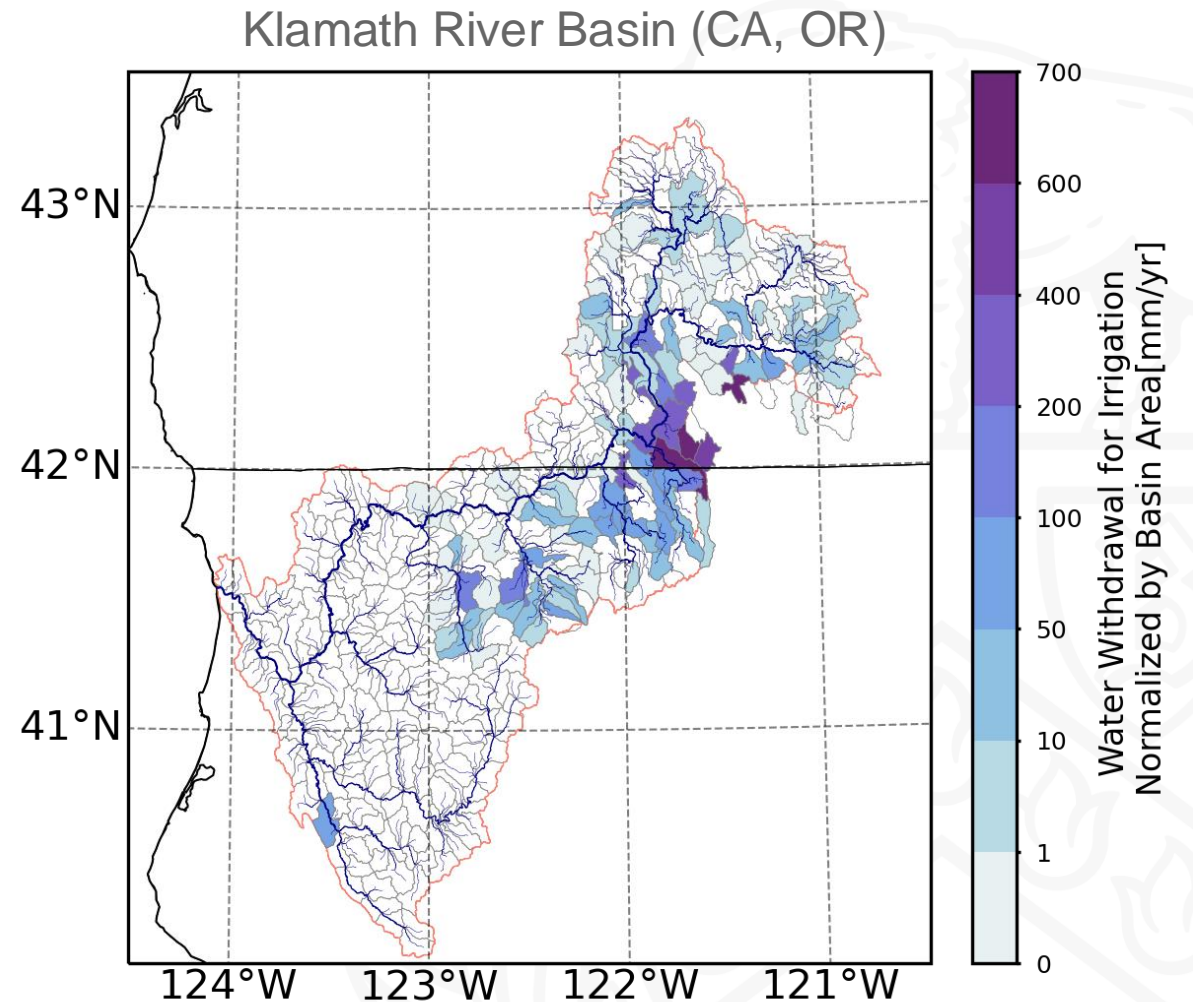 Klamath River Basin (CA, OR)
43°N
42°N
41°N
124°W
123°W
122°W
121°W
700
600
400
200
100
50
10
1
0
Water Withdrawal for Irrigation
Normalized by Basin Area[mm/yr]